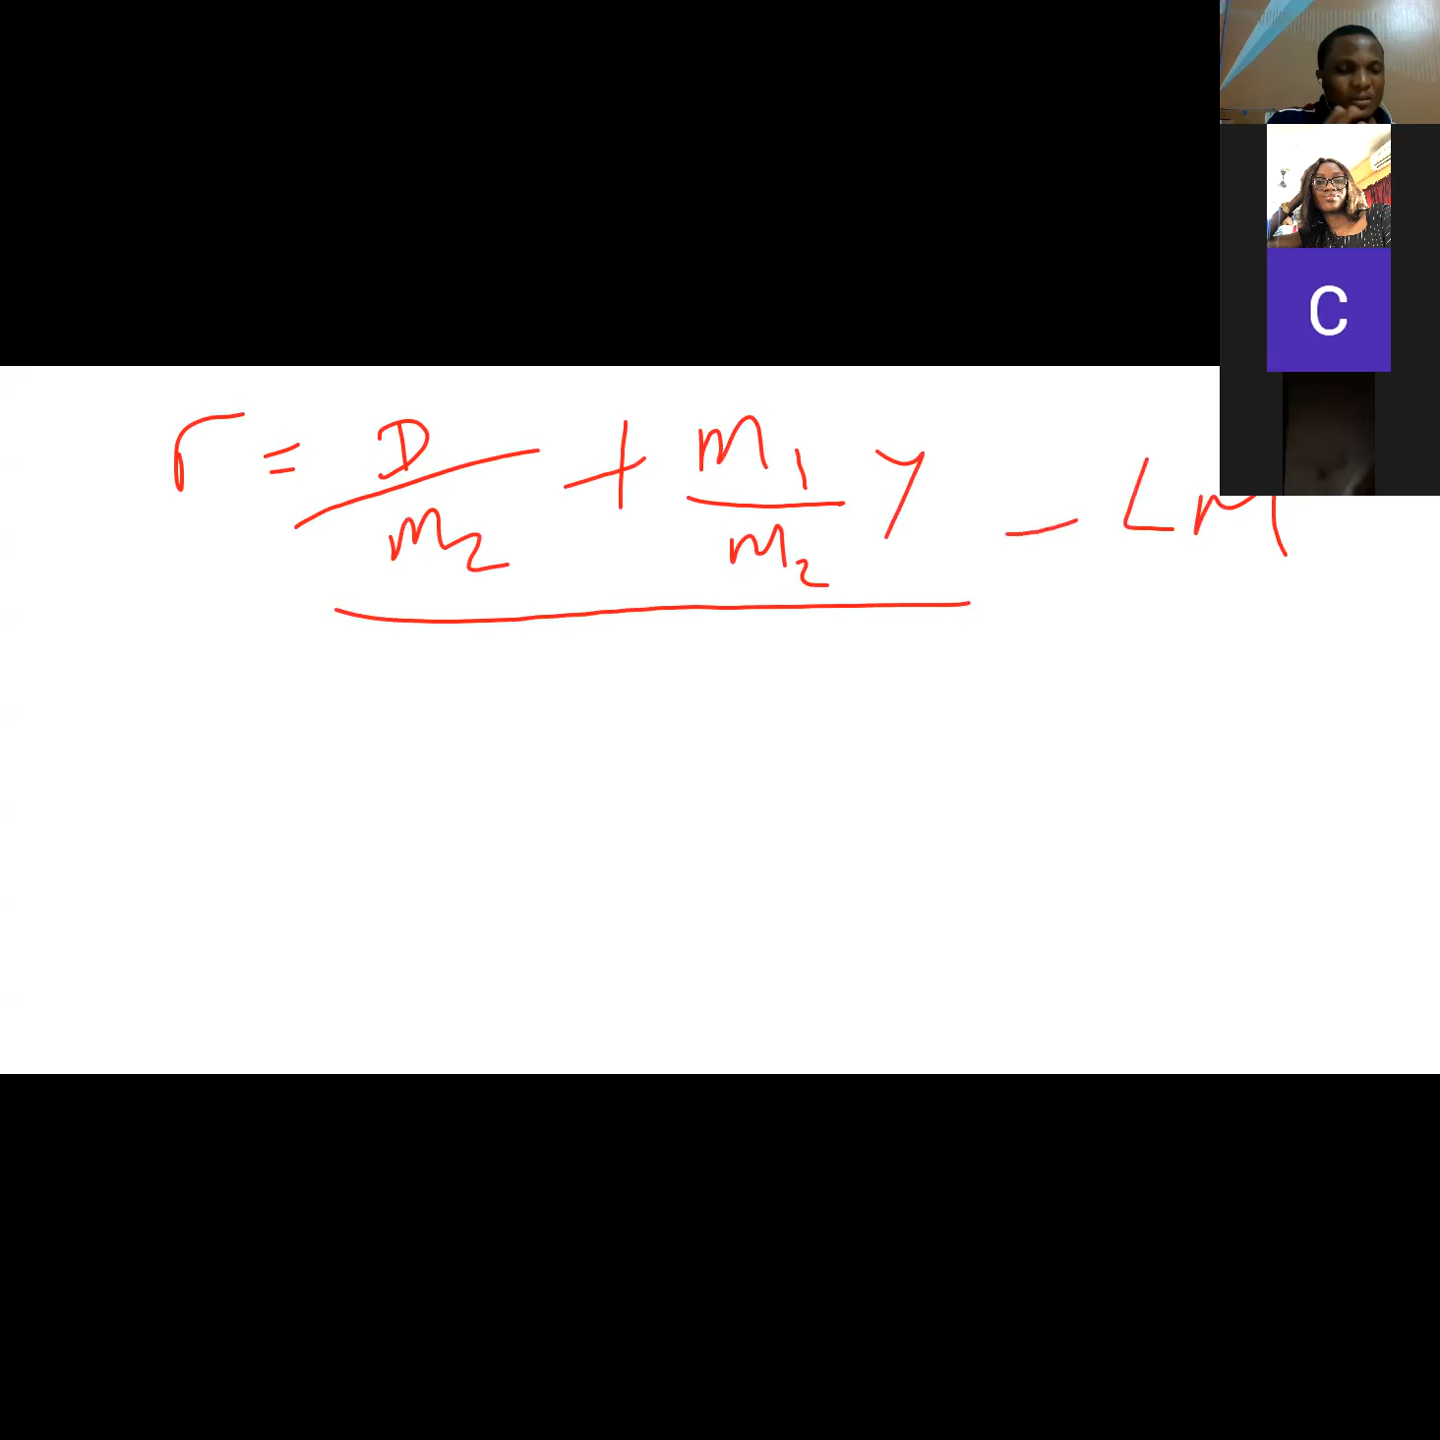 C
r = D/m₂ + m₁/m₂ y — LM